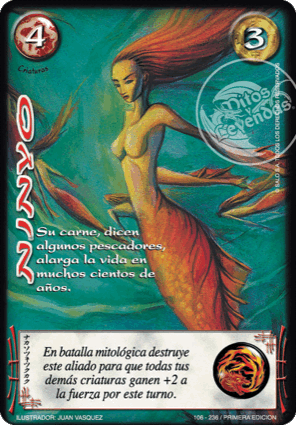 4
3
Criaturas
Mitos y Leyendas
NINYO
Su carne, dicen
algunos pescadores,
alarga la vida en
muchos cientos de
años.
En batalla mitológica destruye
este aliado para que todas tus
demás criaturas ganen +2 a
la fuerza por este turno.
ILUSTRADOR: JUAN VASQUEZ
106 - 236 / PRIMERA EDICION